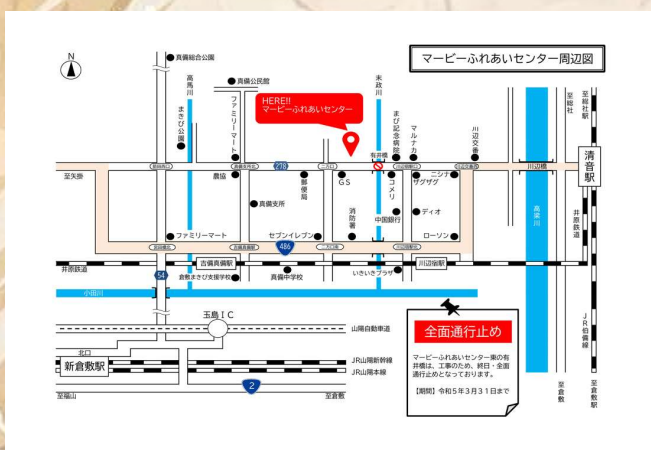 マービーふれあいセンター周辺図
N
真備総合公園
高馬川
真備公民館
末政川
HERE!!
マービーふれあいセンター
まきび公園
ファミリーマート
まび記念病院
マルナカ
川辺交番
至総社
至総社駅
有井橋
278
川辺橋
清音駅
至矢掛
農協
郵便局
GS
コメリ
ザグザグ
ニシナ
真備支所
消防署
中国銀行
ディオ
高梁川
井原鉄道
ファミリーマート
セブンイレブン
ローソン
486
二万口南
井原鉄道
54
吉備真備駅
川辺宿駅
倉敷まきび支援学校
真備中学校
いきいきプラザ
小田川
玉島IC
山陽自動車道
北口
新倉敷駅
JR山陽新幹線
JR山陽本線
2
至福山
至倉敷
JR伯備線
至倉敷
至倉敷駅
全面通行止め
マービーふれあいセンター東の有
井橋は、工事のため、終日・全面
通行止めとなっております。
【期間】令和5年3月31日まで